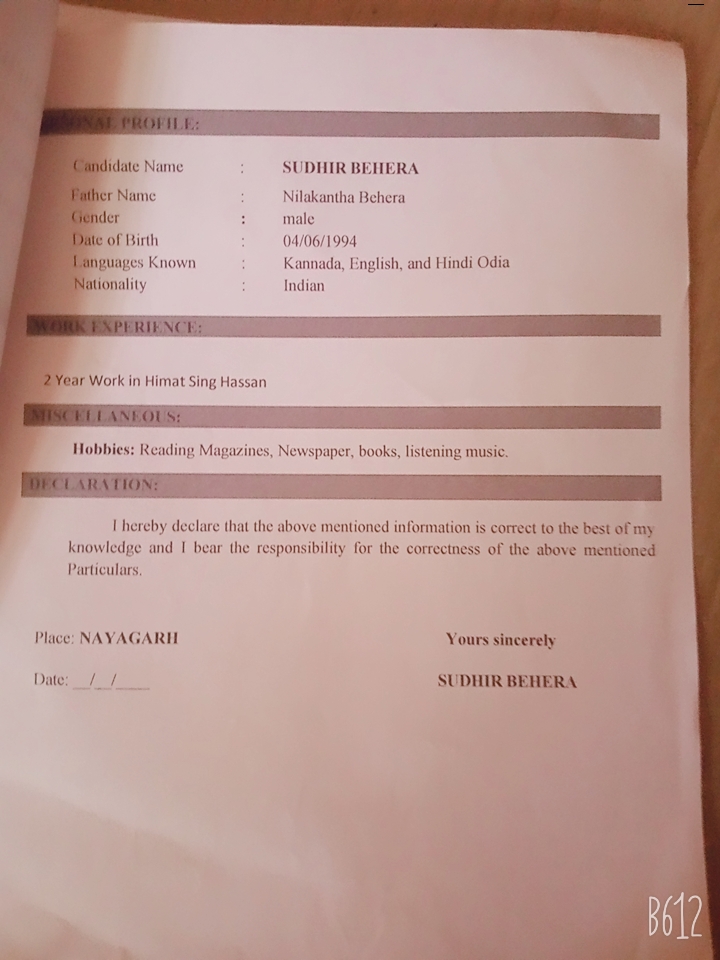 PROFILE:
Candidate Name : SUDHIR BEHERA
Father Name : Nilakantha Behera
Gender : male
Date of Birth : 04/06/1994
Languages Known : Kannada, English, and Hindi Odia
Nationality : Indian
WORK EXPERIENCE:
2 Year Work in Himat Sing Hassan
MISCELLANEOUS:
Hobbies: Reading Magazines, Newspaper, books, listening music.
DECLARATION:
I hereby declare that the above mentioned information is correct to the best of my
knowledge and I bear the responsibility for the correctness of the above mentioned
Particulars.
Place: NAYAGARH Yours sincerely
Date: __/__/____ SUDHIR BEHERA
B612